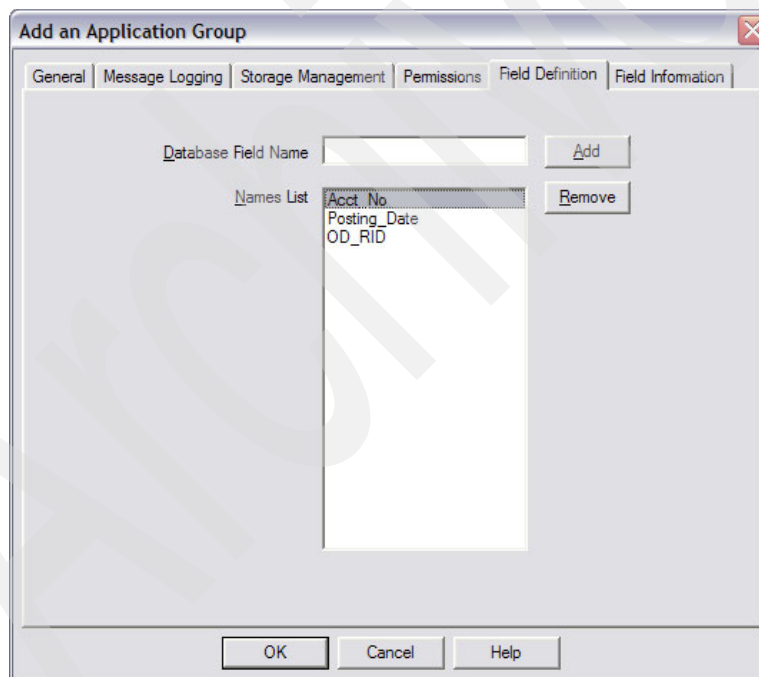 Add an Application Group
General Message Logging Storage Management Permissions Field Definition Field Information
Database Field Name Add
Names List Acct_No Remove
Posting_Date
OD_RID
OK Cancel Help